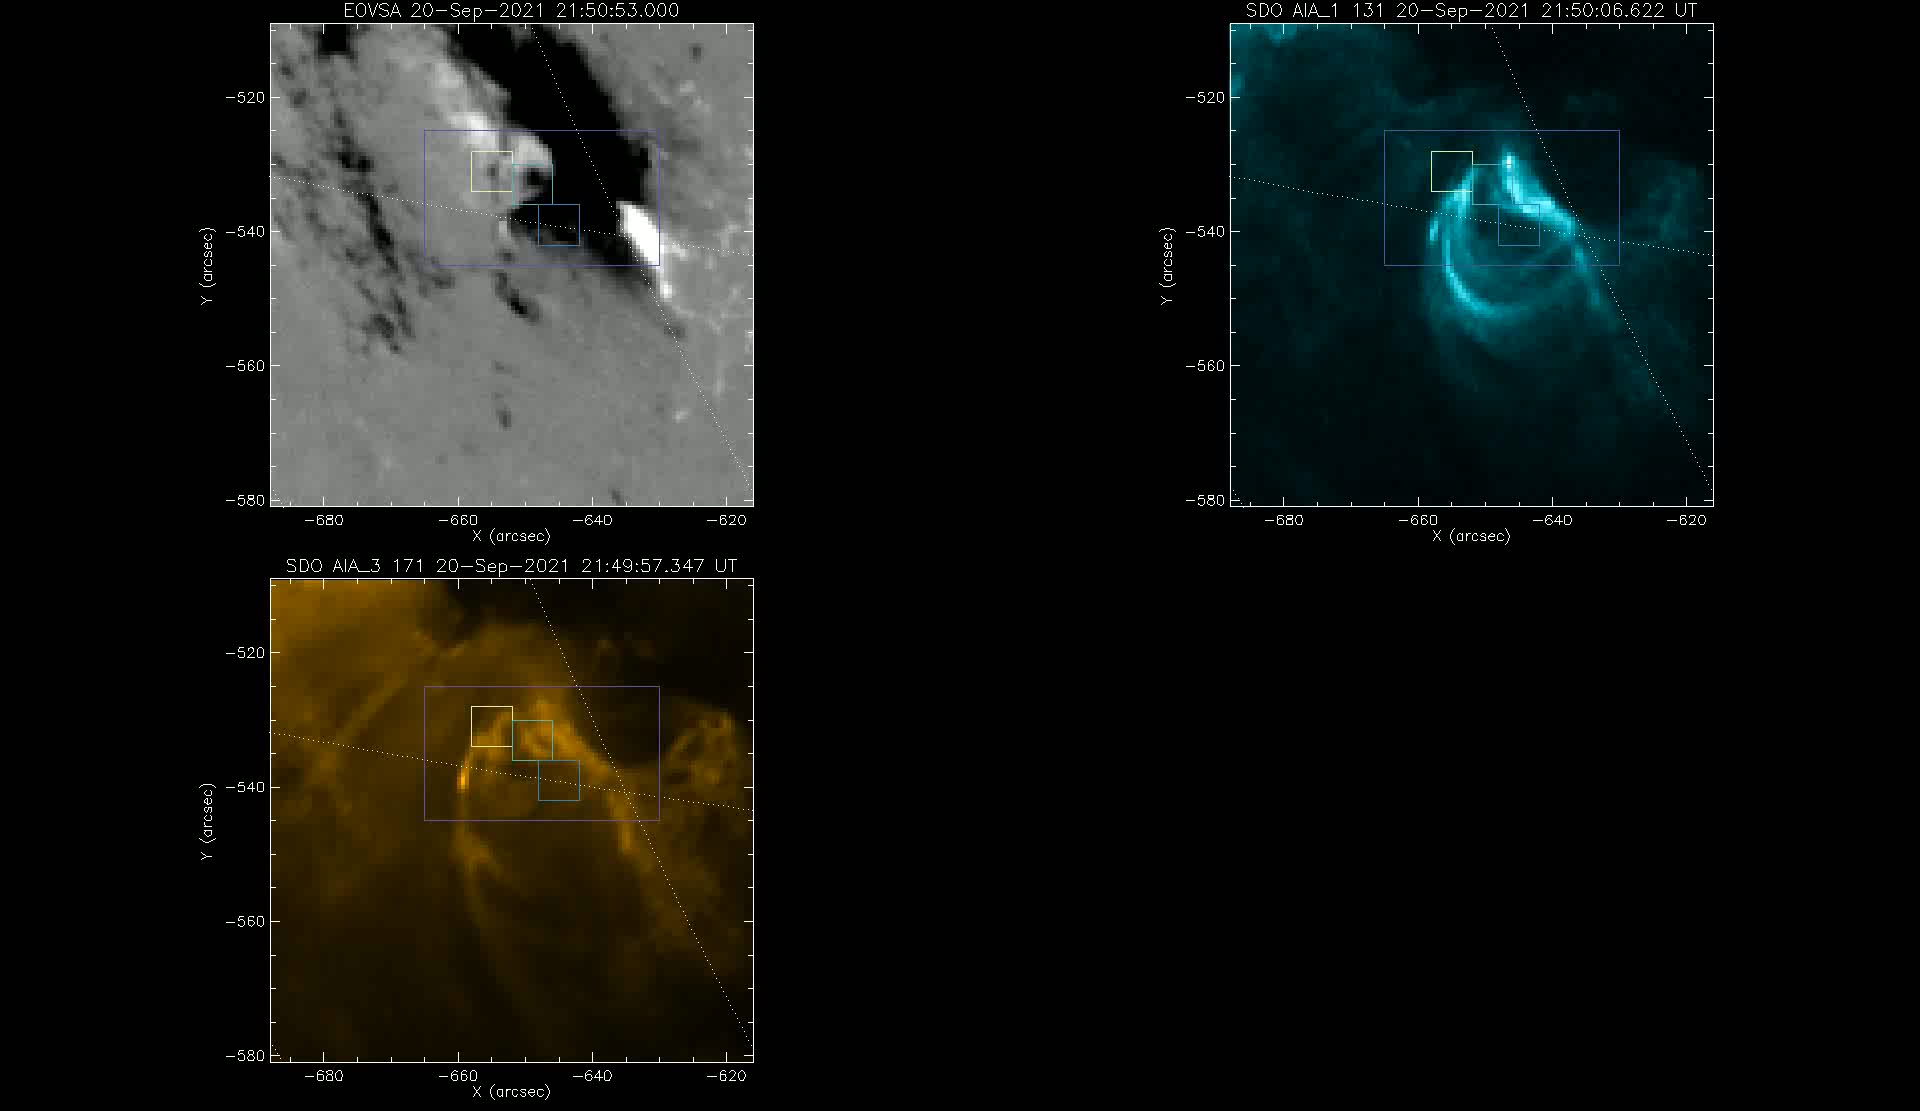 EOVSA 20-Sep-2021 21:50:53.000
-520
-540
-560
-580
Y (arcsec)
-680 -660 -640 -620
X (arcsec)
SDO AIA_1 131 20-Sep-2021 21:50:06.622 UT
-520
-540
-560
-580
Y (arcsec)
-680 -660 -640 -620
X (arcsec)
SDO AIA_3 171 20-Sep-2021 21:49:57.347 UT
-520
-540
-560
-580
Y (arcsec)
-680 -660 -640 -620
X (arcsec)